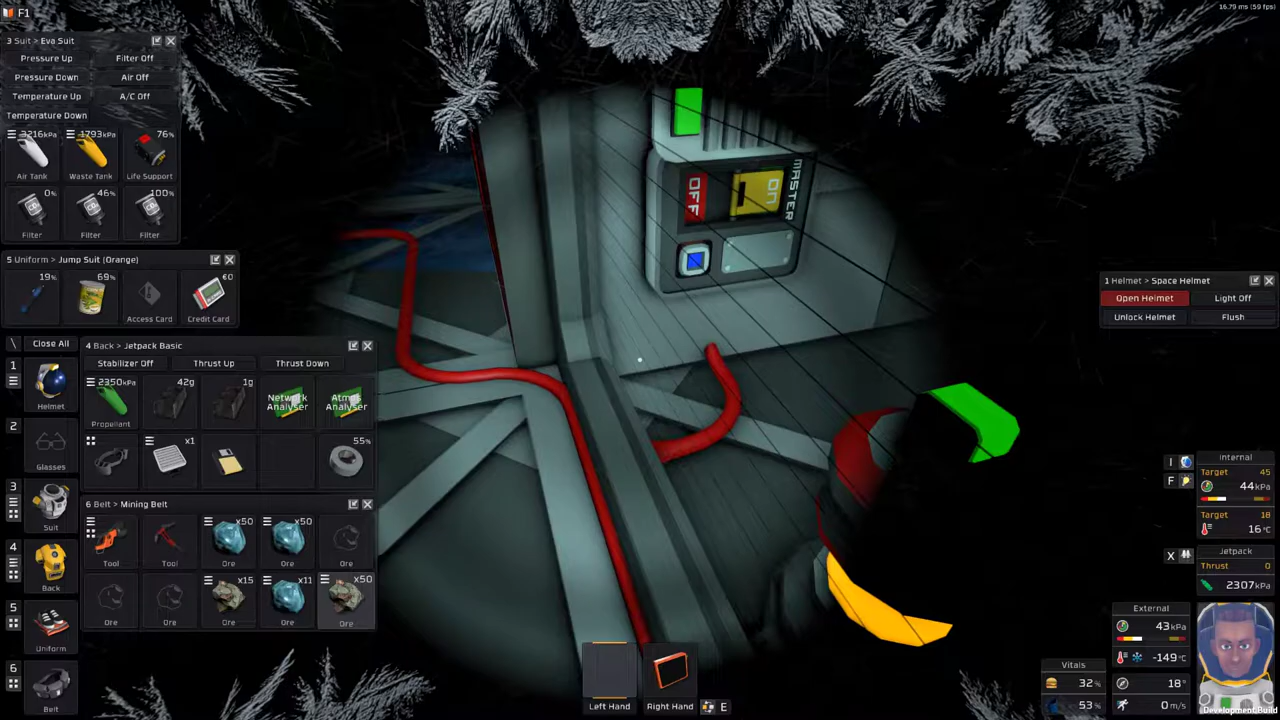 F1
16.79 ms (59 fps)
3 Suit > Eva Suit
Pressure Up Filter Off
Pressure Down Air Off
Temperature Up A/C Off
Temperature Down
3216kPa 1793kPa 76%
Air Tank Waste Tank Life Support
0% 46% 100%
Filter Filter Filter
5 Uniform > Jump Suit (Orange)
19% 69% €0
Access Card Credit Card
\ Close All
1
Helmet
2
Glasses
3
Suit
4
Back
5
Uniform
6
Belt
4 Back > Jetpack Basic
Stabilizer Off Thrust Up Thrust Down
2350kPa 42g 1g
Network Analyser Atmos Analyser
Propellant
x1 55%
6 Belt > Mining Belt
x50 x50
Tool Tool Ore Ore Ore
x15 x11 x50
Ore Ore Ore Ore Ore
OFF
ON
MASTER
1 Helmet > Space Helmet
Open Helmet Light Off
Unlock Helmet Flush
Internal
Target 45
I 44kPa
F
Target 18
16°C
Jetpack
X Thrust 0
2307kPa
External
43kPa
-149°C
18°
0m/s
Vitals
32%
53%
Development Build
Left Hand Right Hand E